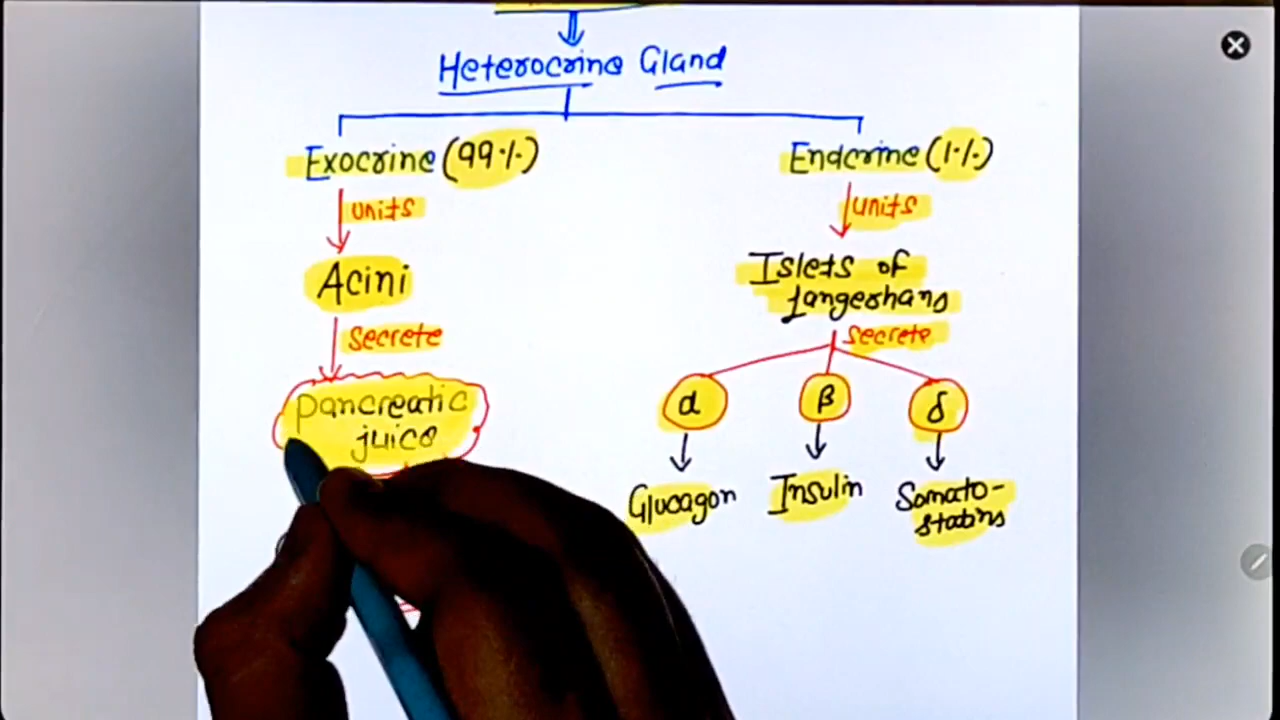 Heterocrine Gland
Exocrine (99%)
Endcrine (1%)
units
units
Acini
Islets of
Langerhans
secrete
secrete
pancreatic
juice
α
β
δ
Glucagon
Insulin
Somato-
statins